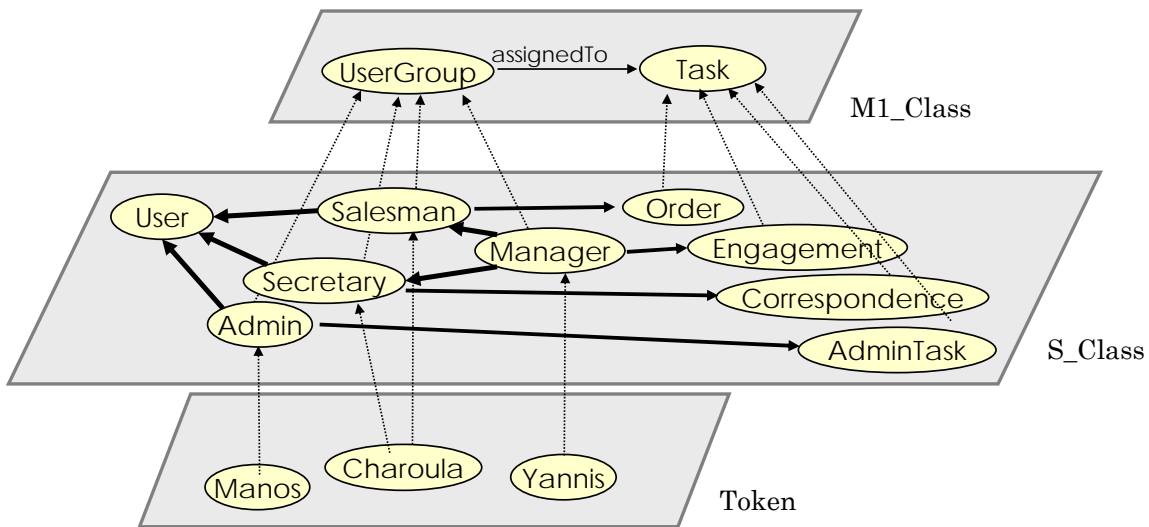 assignedTo
UserGroup
Task
M1_Class
User
Salesman
Order
Manager
Engagement
Secretary
Correspondence
Admin
AdminTask
S_Class
Manos
Charoula
Yannis
Token